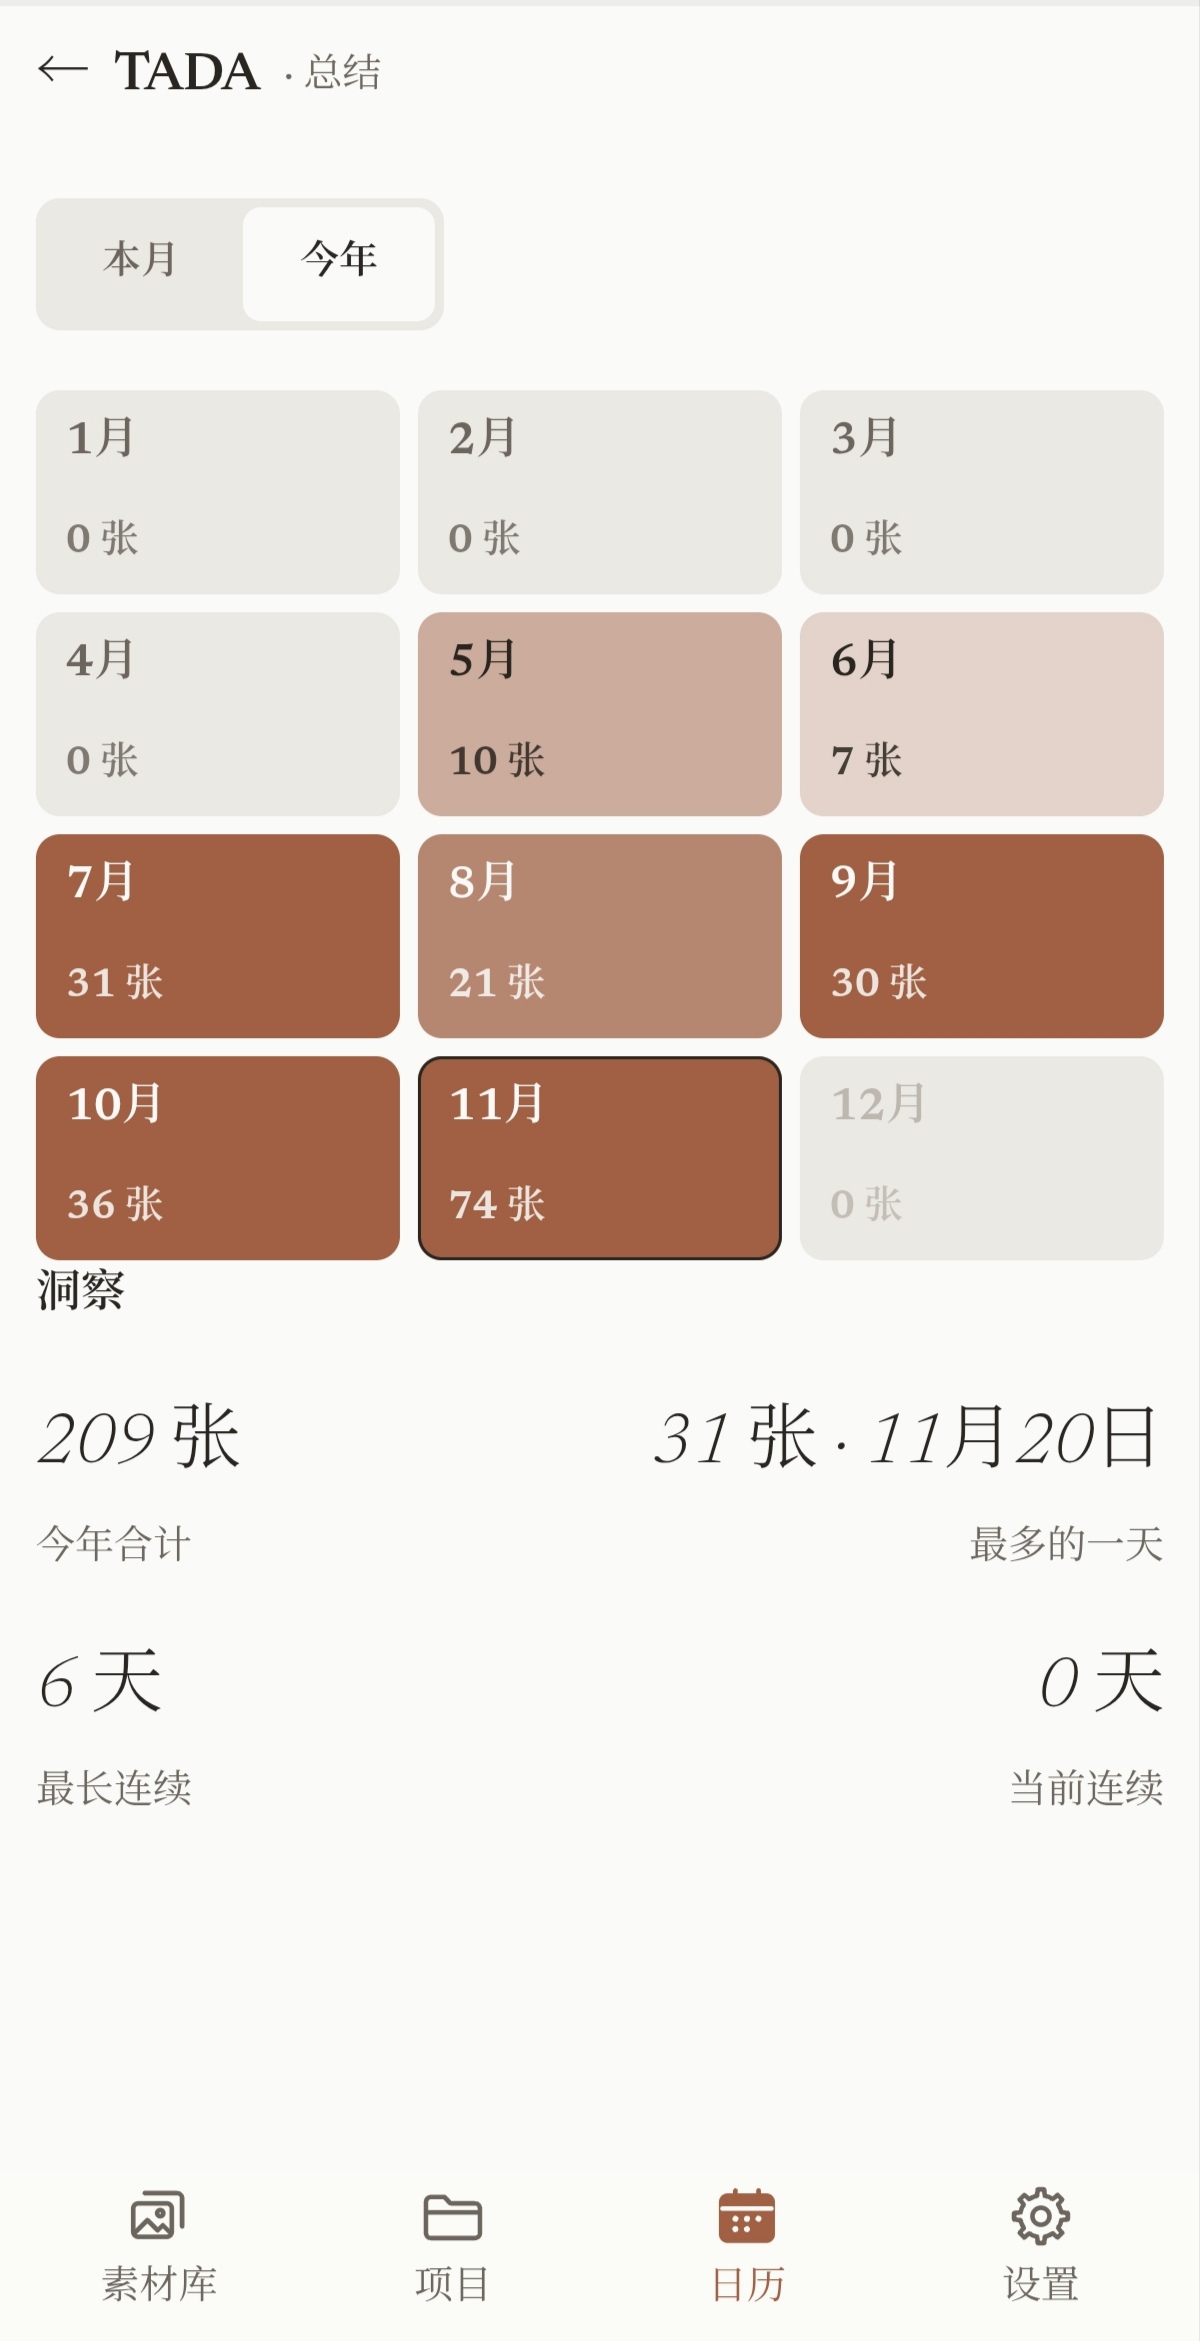 ← TADA · 总结
本月 今年
1月 2月 3月
0 张 0 张 0 张
4月 5月 6月
0 张 10 张 7 张
7月 8月 9月
31 张 21 张 30 张
10月 11月 12月
36 张 74 张 0 张
洞察
209 张 31 张 · 11月20日
今年合计 最多的一天
6 天 0 天
最长连续 当前连续
素材库 项目 日历 设置